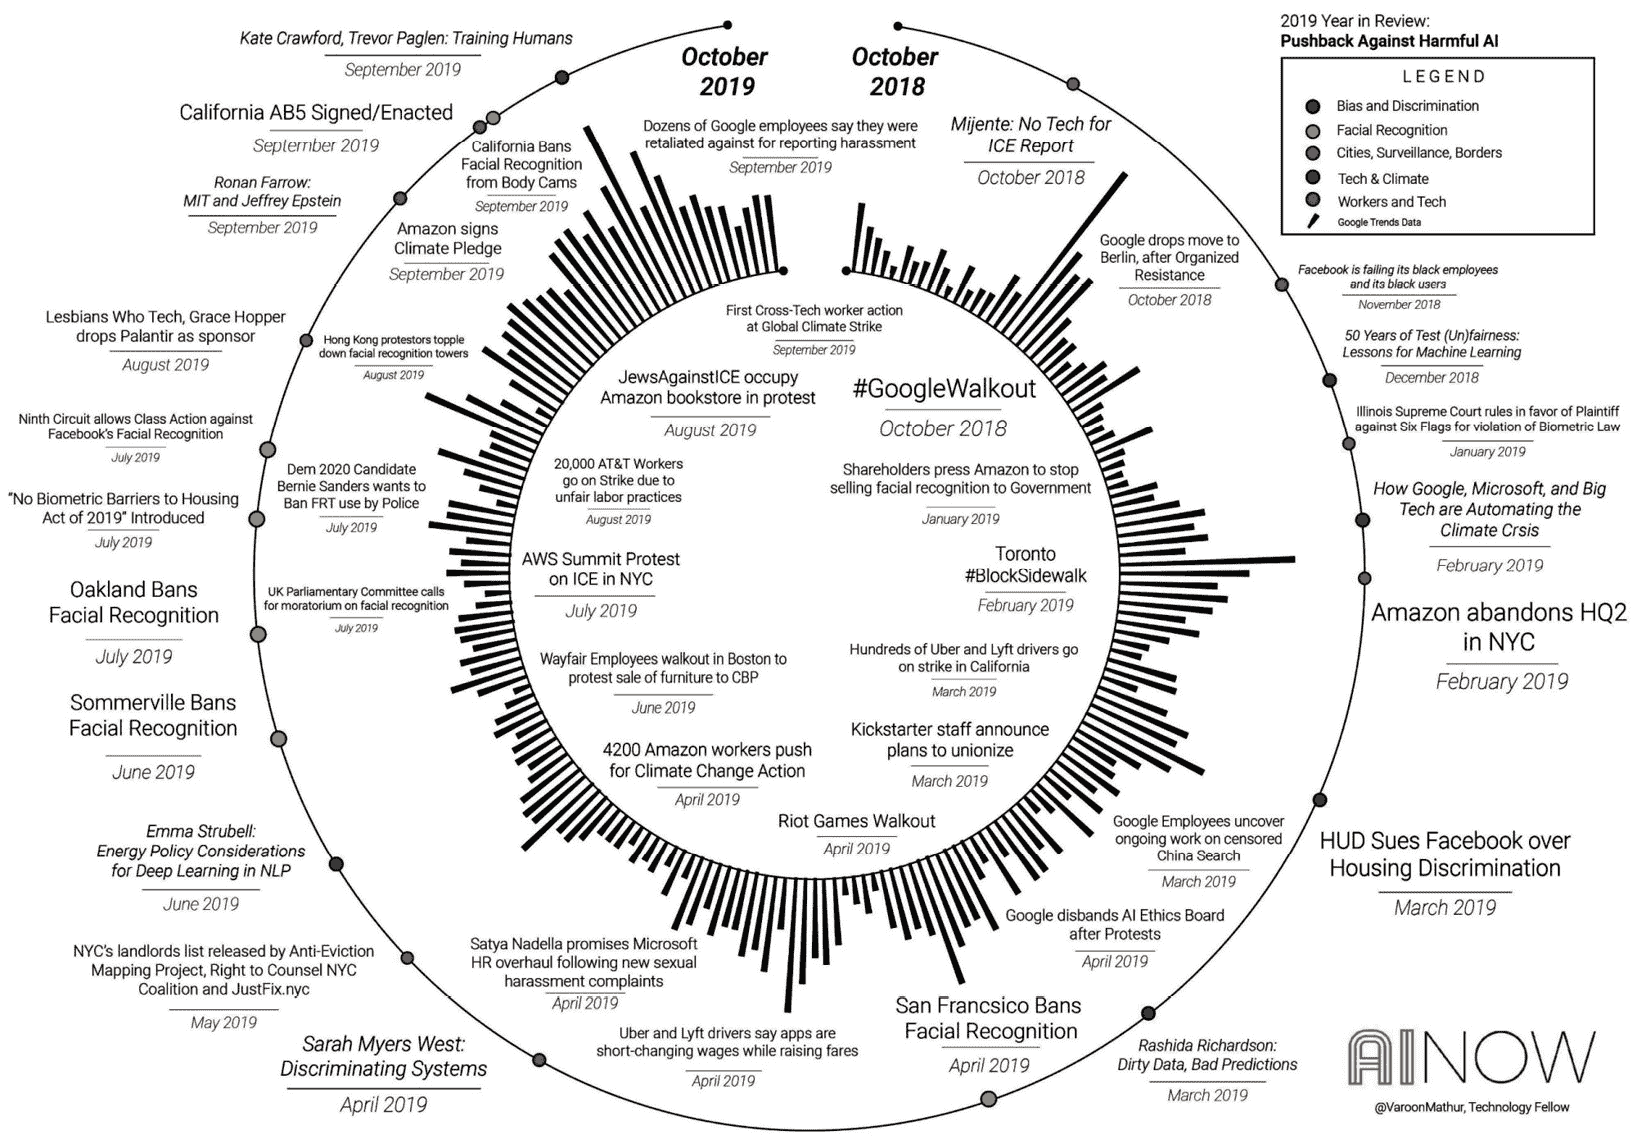 2019 Year in Review:
Pushback Against Harmful AI
LEGEND
Bias and Discrimination
Facial Recognition
Cities, Surveillance, Borders
Tech & Climate
Workers and Tech
Google Trends Data
October
2018
Mijente: No Tech for
ICE Report
October 2018
Google drops move to
Berlin, after Organized
Resistance
October 2018
#GoogleWalkout
October 2018
Facebook is failing its black employees
and its black users
November 2018
50 Years of Test (Un)fairness:
Lessons for Machine Learning
December 2018
Illinois Supreme Court rules in favor of Plaintiff
against Six Flags for violation of Biometric Law
January 2019
Shareholders press Amazon to stop
selling facial recognition to Government
January 2019
How Google, Microsoft, and Big
Tech are Automating the
Climate Crsis
February 2019
Toronto
#BlockSidewalk
February 2019
Amazon abandons HQ2
in NYC
February 2019
Hundreds of Uber and Lyft drivers go
on strike in California
March 2019
Kickstarter staff announce
plans to unionize
March 2019
HUD Sues Facebook over
Housing Discrimination
March 2019
Google Employees uncover
ongoing work on censored
China Search
March 2019
Rashida Richardson:
Dirty Data, Bad Predictions
March 2019
Google disbands AI Ethics Board
after Protests
April 2019
San Francsico Bans
Facial Recognition
April 2019
Riot Games Walkout
April 2019
Uber and Lyft drivers say apps are
short-changing wages while raising fares
April 2019
Satya Nadella promises Microsoft
HR overhaul following new sexual
harassment complaints
April 2019
4200 Amazon workers push
for Climate Change Action
April 2019
Sarah Myers West:
Discriminating Systems
April 2019
NYC's landlords list released by Anti-Eviction
Mapping Project, Right to Counsel NYC
Coalition and JustFix.nyc
May 2019
Emma Strubell:
Energy Policy Considerations
for Deep Learning in NLP
June 2019
Wayfair Employees walkout in Boston to
protest sale of furniture to CBP
June 2019
Sommerville Bans
Facial Recognition
June 2019
Oakland Bans
Facial Recognition
July 2019
UK Parliamentary Committee calls
for moratorium on facial recognition
July 2019
AWS Summit Protest
on ICE in NYC
July 2019
"No Biometric Barriers to Housing
Act of 2019" Introduced
July 2019
Dem 2020 Candidate
Bernie Sanders wants to
Ban FRT use by Police
July 2019
Ninth Circuit allows Class Action against
Facebook's Facial Recognition
July 2019
20,000 AT&T Workers
go on Strike due to
unfair labor practices
August 2019
JewsAgainstICE occupy
Amazon bookstore in protest
August 2019
Hong Kong protestors topple
down facial recognition towers
August 2019
Lesbians Who Tech, Grace Hopper
drops Palantir as sponsor
August 2019
First Cross-Tech worker action
at Global Climate Strike
September 2019
Amazon signs
Climate Pledge
September 2019
Ronan Farrow:
MIT and Jeffrey Epstein
September 2019
California Bans
Facial Recognition
from Body Cams
September 2019
California AB5 Signed/Enacted
September 2019
Kate Crawford, Trevor Paglen: Training Humans
September 2019
Dozens of Google employees say they were
retaliated against for reporting harassment
September 2019
October
2019
AINOW
@VaroonMathur, Technology Fellow